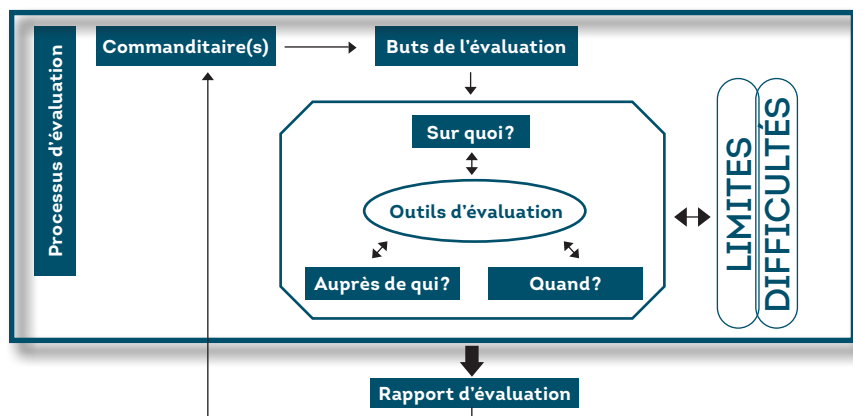 Processus d'évaluation
Commanditaire(s)
Buts de l'évaluation
Sur quoi?
Outils d'évaluation
Auprès de qui?
Quand?
LIMITES
DIFFICULTÉS
Rapport d'évaluation